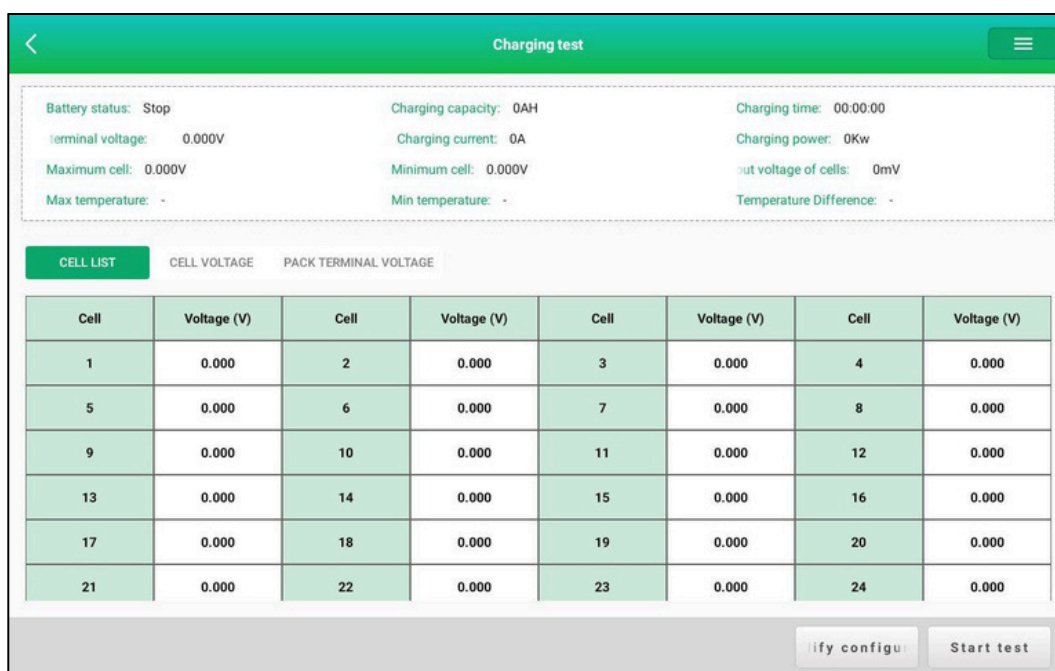 Charging test
Battery status: Stop Charging capacity: 0AH Charging time: 00:00:00
erminal voltage: 0.000V Charging current: 0A Charging power: 0Kw
Maximum cell: 0.000V Minimum cell: 0.000V ut voltage of cells: 0mV
Max temperature: - Min temperature: - Temperature Difference: -
CELL LIST CELL VOLTAGE PACK TERMINAL VOLTAGE
Cell Voltage (V) Cell Voltage (V) Cell Voltage (V) Cell Voltage (V)
1 0.000 2 0.000 3 0.000 4 0.000
5 0.000 6 0.000 7 0.000 8 0.000
9 0.000 10 0.000 11 0.000 12 0.000
13 0.000 14 0.000 15 0.000 16 0.000
17 0.000 18 0.000 19 0.000 20 0.000
21 0.000 22 0.000 23 0.000 24 0.000
ify configu Start test